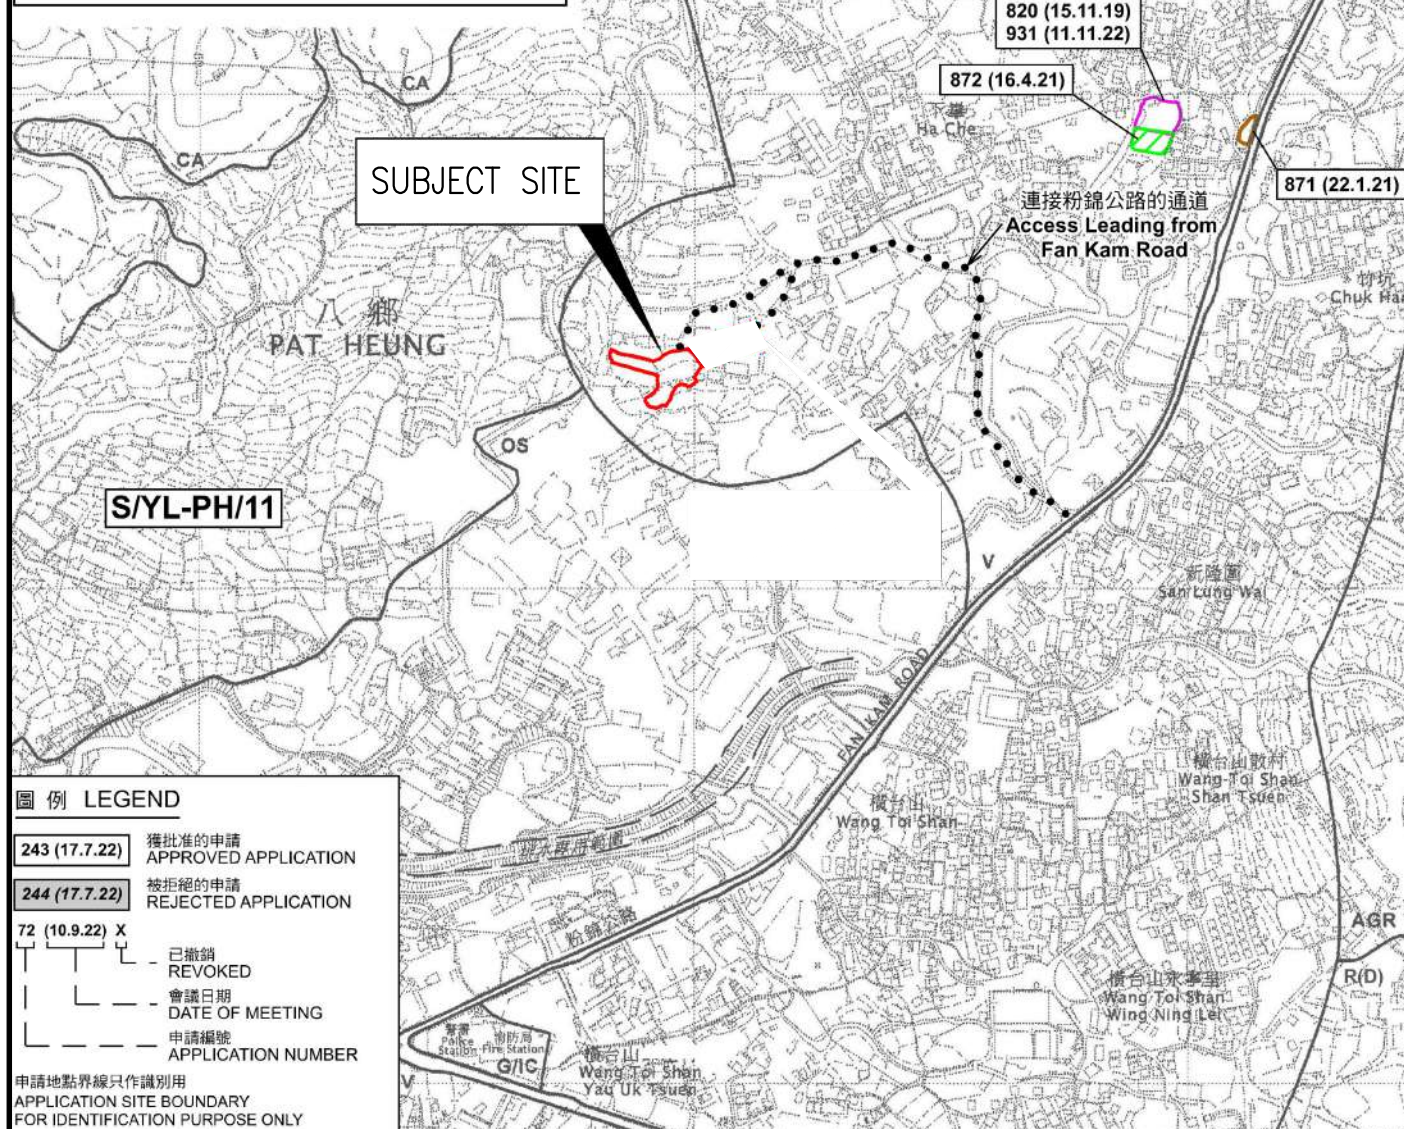 820 (15.11.19)
931 (11.11.22)
872 (16.4.21)
871 (22.1.21)
CA
CA
SUBJECT SITE
下輋
Ha Che
連接粉錦公路的通道
Access Leading from
Fan Kam Road
竹坑
Chuk Ha
八鄉
PAT HEUNG
OS
S/YL-PH/11
V
新隆圍
San Lung Wai
FAN KAM ROAD
橫台山散村
Wang Toi Shan
Shan Tsuen
橫台山
Wang Toi Shan
粉錦公路
AGR
R(D)
橫台山永寧里
Wang Toi Shan
Wing Ning Lei
警署
Police
Station
消防局
Fire Station
G/IC
V
橫台山
Wang Toi Shan
Yau Uk Tsuen
圖例 LEGEND
243 (17.7.22)
獲批准的申請
APPROVED APPLICATION
244 (17.7.22)
被拒絕的申請
REJECTED APPLICATION
72 (10.9.22) X
已撤銷
REVOKED
會議日期
DATE OF MEETING
申請編號
APPLICATION NUMBER
申請地點界線只作識別用
APPLICATION SITE BOUNDARY
FOR IDENTIFICATION PURPOSE ONLY